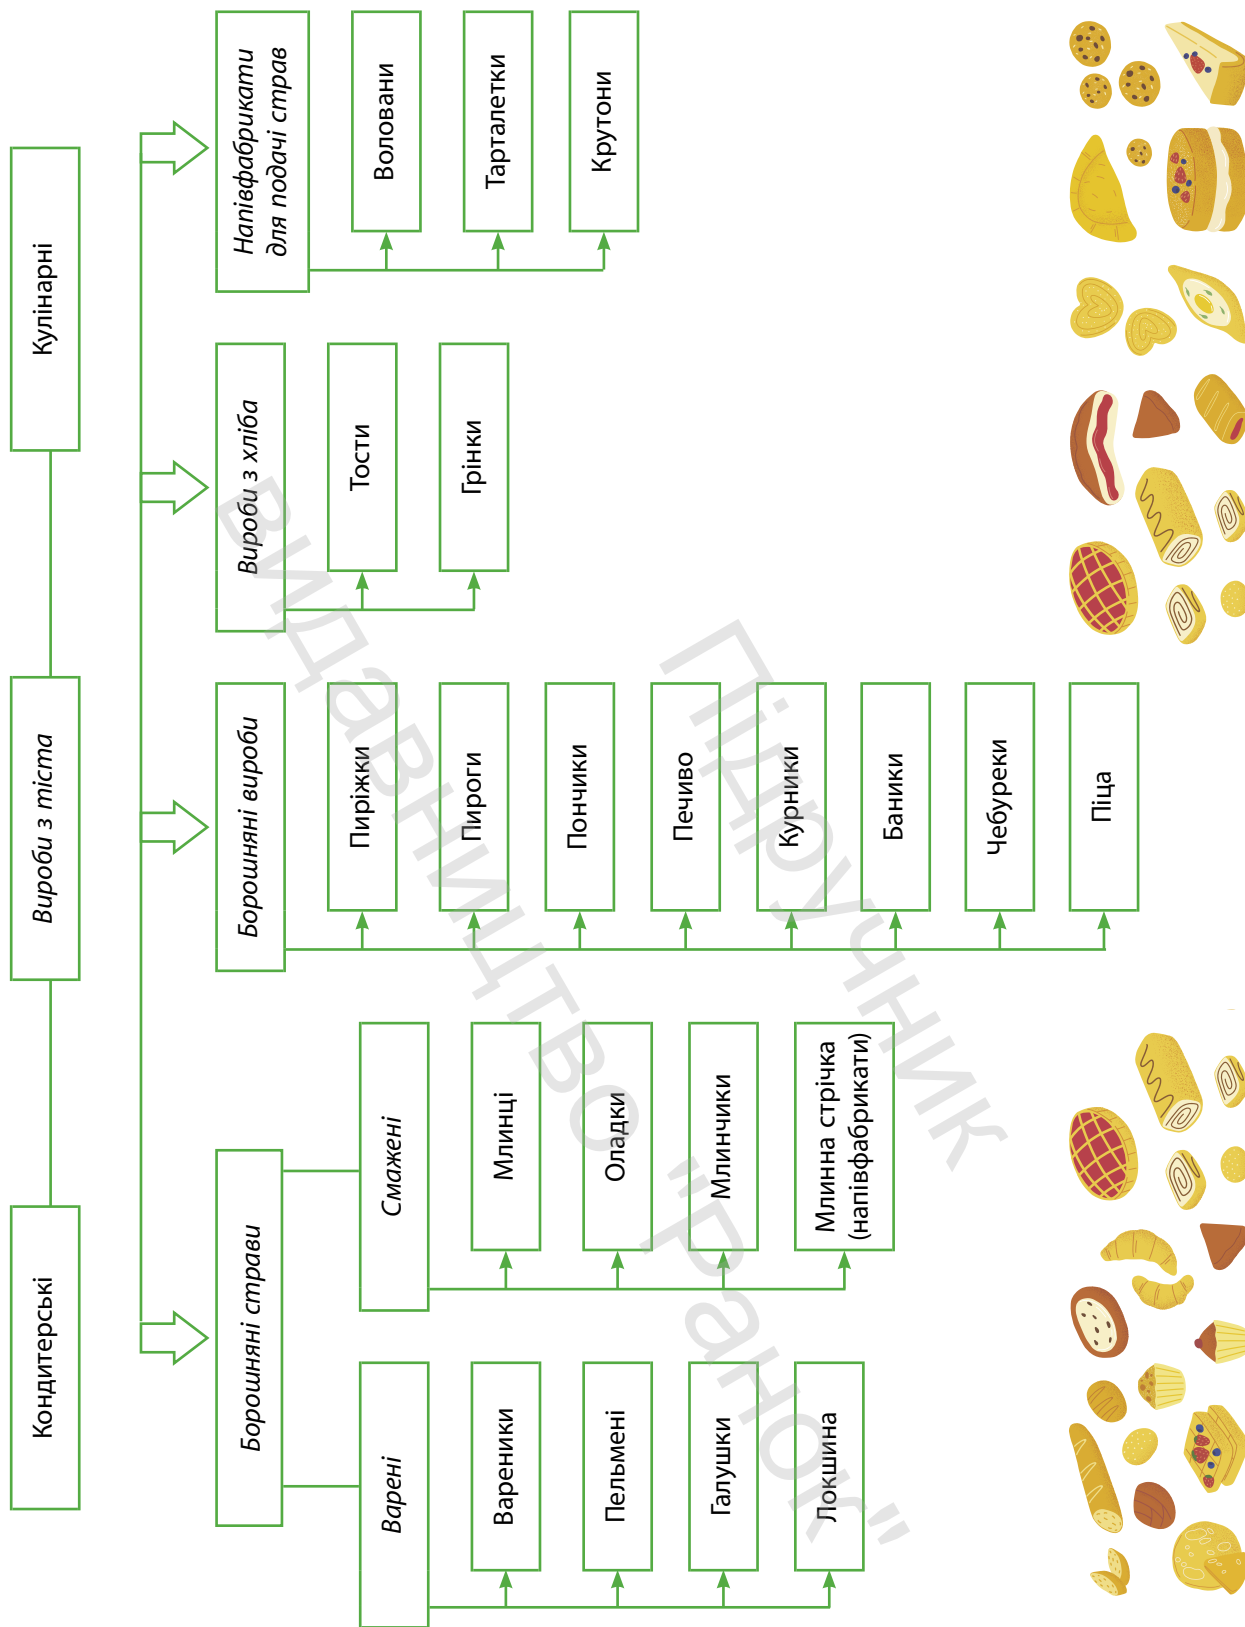 Кондитерські
Вироби з тіста
Кулінарні
Борошняні страви
Варені
Вареники
Пельмені
Галушки
Локшина
Смажені
Млинці
Оладки
Млинчики
Млинна стрічка
(напівфабрикати)
Борошняні вироби
Пиріжки
Пироги
Пончики
Печиво
Курники
Баники
Чебуреки
Піца
Вироби з хліба
Тости
Грінки
Напівфабрикати
для подачі страв
Воловани
Тарталетки
Крутони
Підручник
видавництво "Ранок"